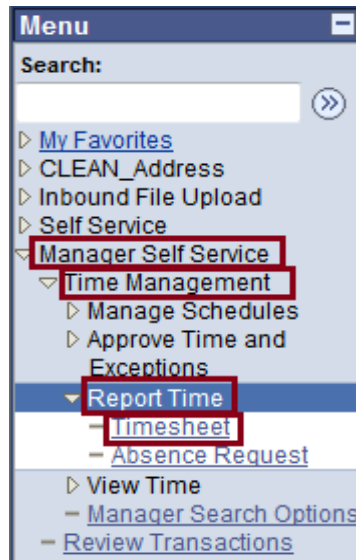 Menu
Search:
My Favorites
CLEAN_Address
Inbound File Upload
Self Service
Manager Self Service
Time Management
Manage Schedules
Approve Time and
Exceptions
Report Time
Timesheet
Absence Request
View Time
Manager Search Options
Review Transactions